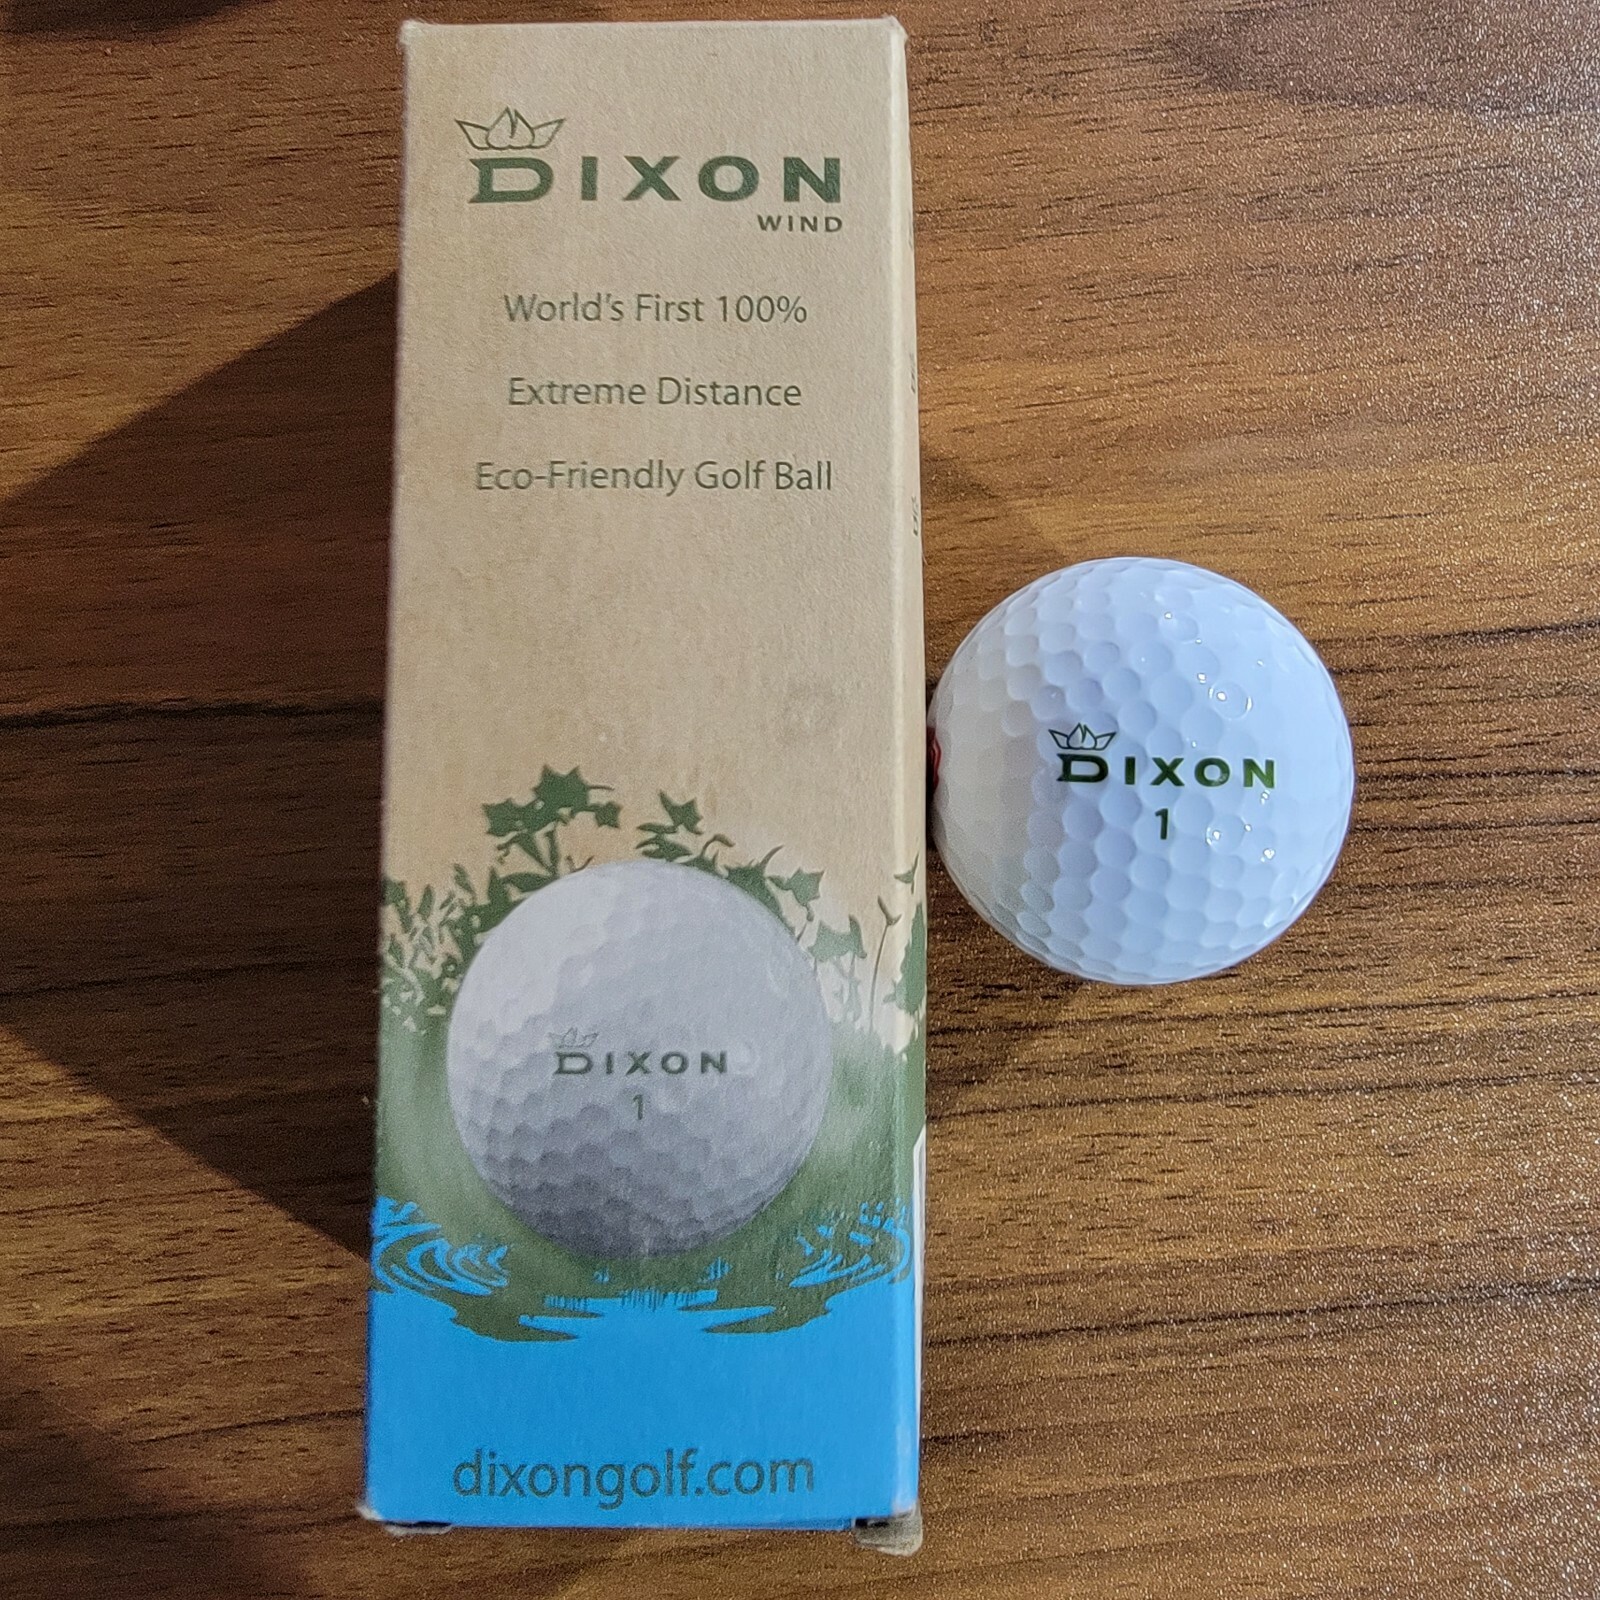 DIXON
WIND
World's First 100%
Extreme Distance
Eco-Friendly Golf Ball
DIXON
1
DIXON
1
dixongolf.com